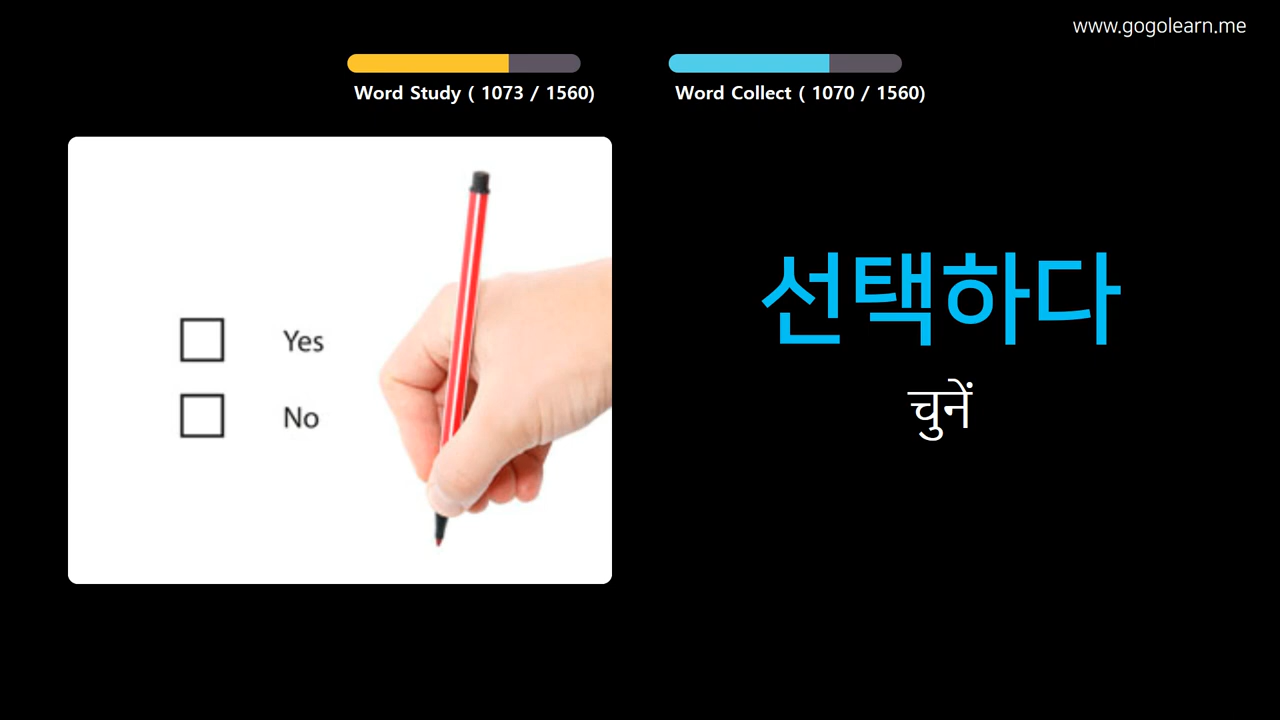 www.gogolearn.me
Word Study ( 1073 / 1560)
Word Collect ( 1070 / 1560)
Yes
No
선택하다
चुनें